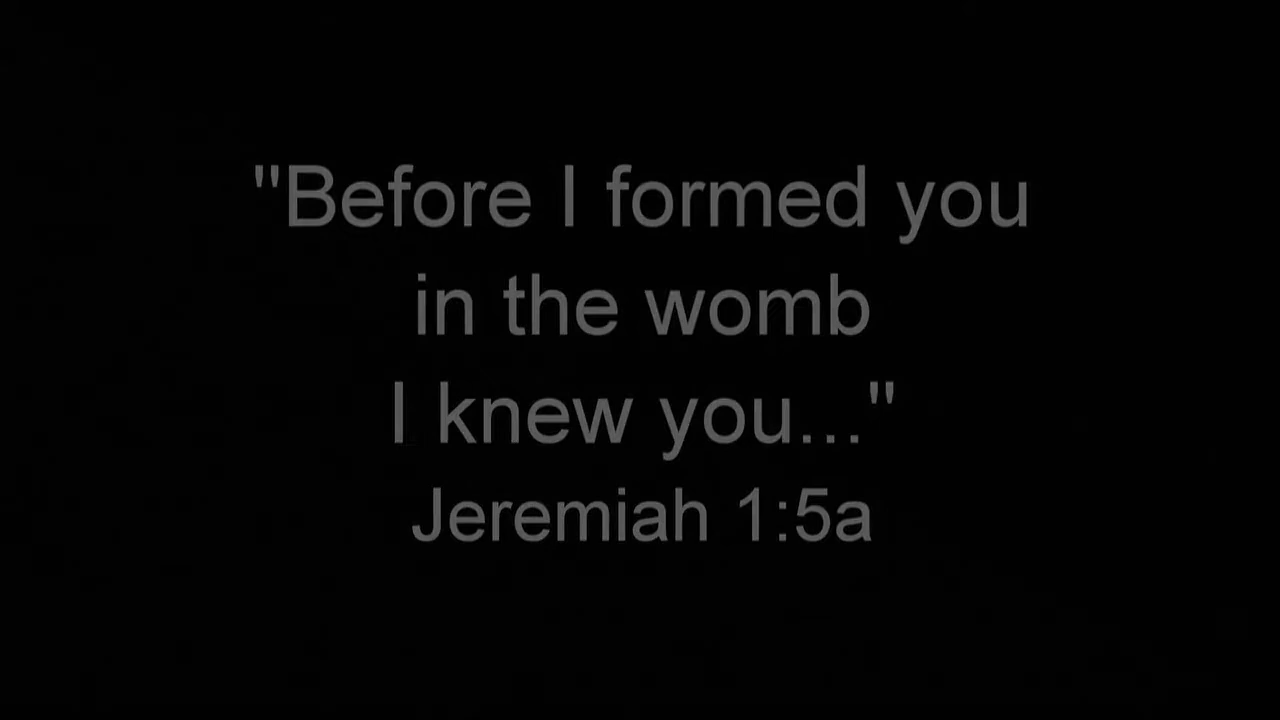 "Before I formed you
in the womb
I knew you..."
Jeremiah 1:5a